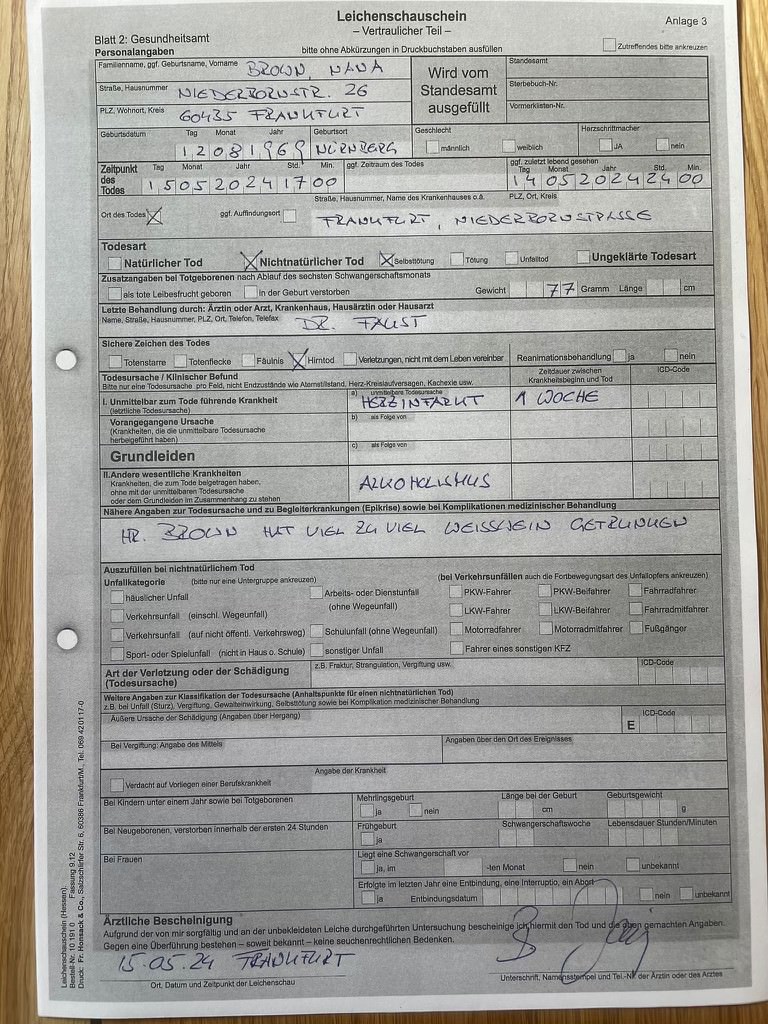 Leichenschauschein
– Vertraulicher Teil –
Anlage 3
Blatt 2: Gesundheitsamt
Personalangaben
bitte ohne Abkürzungen in Druckbuchstaben ausfüllen
Zutreffendes bitte ankreuzen
Familienname, ggf. Geburtsname, Vorname BROWN, NANA
Straße, Hausnummer NIEDERBORNSTR. 26
PLZ, Wohnort, Kreis 60435 FRANKFURT
Wird vom
Standesamt
ausgefüllt
Standesamt
Sterbebuch-Nr.
Vormerklisten-Nr.
Geburtsdatum Tag Monat Jahr Geburtsort Geschlecht Herzschrittmacher
12081969 NÜRNBERG männlich weiblich JA nein
Zeitpunkt des Todes Tag Monat Jahr Std. Min. ggf. Zeitraum des Todes ggf. zuletzt lebend gesehen Tag Monat Jahr Std. Min.
150520241700 140520242400
Straße, Hausnummer, Name des Krankenhauses o.ä. PLZ, Ort, Kreis
Ort des Todes X ggf. Auffindungsort FRANKFURT, NIEDERBORNSTRASSE
Todesart
Natürlicher Tod X Nichtnatürlicher Tod X Selbsttötung Tötung Unfalltod Ungeklärte Todesart
Zusatzangaben bei Totgeborenen nach Ablauf des sechsten Schwangerschaftsmonats
als tote Leibesfrucht geboren in der Geburt verstorben Gewicht 77 Gramm Länge cm
Letzte Behandlung durch: Ärztin oder Arzt, Krankenhaus, Hausärztin oder Hausarzt
Name, Straße, Hausnummer, PLZ, Ort, Telefon, Telefax DR. FAUST
Sichere Zeichen des Todes
Totenstarre Totenflecke Fäulnis X Hirntod Verletzungen, nicht mit dem Leben vereinbar Reanimationsbehandlung ja nein
Todesursache / Klinischer Befund
Bitte nur eine Todesursache pro Feld, nicht Endzustände wie Atemstillstand, Herz-Kreislaufversagen, Kachexie usw.
Zeitdauer zwischen Krankheitsbeginn und Tod
ICD-Code
I. Unmittelbar zum Tode führende Krankheit
(letztliche Todesursache)
a) unmittelbare Todesursache
HERZINFARKT 1 WOCHE
Vorangegangene Ursache
(Krankheiten, die die unmittelbare Todesursache
herbeigeführt haben)
b) als Folge von
Grundleiden
c) als Folge von
II. Andere wesentliche Krankheiten
Krankheiten, die zum Tode beigetragen haben,
ohne mit der unmittelbaren Todesursache
oder dem Grundleiden im Zusammenhang zu stehen
ALKOHOLISMUS
Nähere Angaben zur Todesursache und zu Begleiterkrankungen (Epikrise) sowie bei Komplikationen medizinischer Behandlung
HR. BROWN HAT VIEL ZU VIEL WEISSWEIN GETRUNKEN
Auszufüllen bei nichtnatürlichem Tod
Unfallkategorie (bitte nur eine Untergruppe ankreuzen) (bei Verkehrsunfällen auch die Fortbewegungsart des Unfallopfers ankreuzen)
häuslicher Unfall Arbeits- oder Dienstunfall (ohne Wegeunfall) PKW-Fahrer PKW-Beifahrer Fahrradfahrer
Verkehrsunfall (einschl. Wegeunfall) LKW-Fahrer LKW-Beifahrer Fahrradmitfahrer
Verkehrsunfall (auf nicht öffentl. Verkehrsweg) Schulunfall (ohne Wegeunfall) Motorradfahrer Motorradmitfahrer Fußgänger
Sport- oder Spielunfall (nicht in Haus o. Schule) sonstiger Unfall Fahrer eines sonstigen KFZ
Art der Verletzung oder der Schädigung
(Todesursache)
z.B. Fraktur, Strangulation, Vergiftung usw.
ICD-Code
Weitere Angaben zur Klassifikation der Todesursache (Anhaltspunkte für einen nichtnatürlichen Tod)
z.B. bei Unfall (Sturz), Vergiftung, Gewalteinwirkung, Selbsttötung sowie bei Komplikation medizinischer Behandlung
Äußere Ursache der Schädigung (Angaben über Hergang)
ICD-Code
E
Bei Vergiftung: Angabe des Mittels
Angaben über den Ort des Ereignisses
Angabe der Krankheit
Verdacht auf Vorliegen einer Berufskrankheit
Bei Kindern unter einem Jahr sowie bei Totgeborenen
Mehrlingsgeburt ja nein
Länge bei der Geburt cm
Geburtsgewicht g
Bei Neugeborenen, verstorben innerhalb der ersten 24 Stunden
Frühgeburt ja
Schwangerschaftswoche
Lebensdauer Stunden/Minuten
Bei Frauen
Liegt eine Schwangerschaft vor
ja, im -ten Monat nein unbekannt
Erfolgte im letzten Jahr eine Entbindung, eine Interruptio, ein Abort
ja Entbindungsdatum nein unbekannt
Ärztliche Bescheinigung
Aufgrund der von mir sorgfältig und an der unbekleideten Leiche durchgeführten Untersuchung bescheinige ich hiermit den Tod und die oben gemachten Angaben.
Gegen eine Überführung bestehen – soweit bekannt – keine seuchenrechtlichen Bedenken.
15.05.24 FRANKFURT
Ort, Datum und Zeitpunkt der Leichenschau
Unterschrift, Namensstempel und Tel.-Nr. der Ärztin oder des Arztes
Leichenschauschein (Hessen)
Bestell-Nr. 10 191 0 Fassung 9.12
Druck: Fr. Honsack & Co., Salzschlirfer Str. 6, 60386 Frankfurt/M., Tel. 069 420117-0